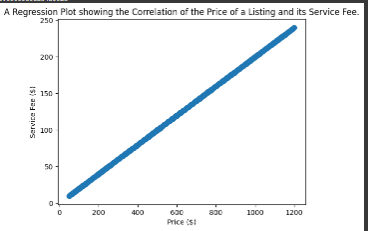 A Regression Plot showing the Correlation of the Price of a Listing and its Service Fee.
250
200
150
100
50
0
Service Fee ($)
0 200 400 600 800 1000 1200
Price ($)